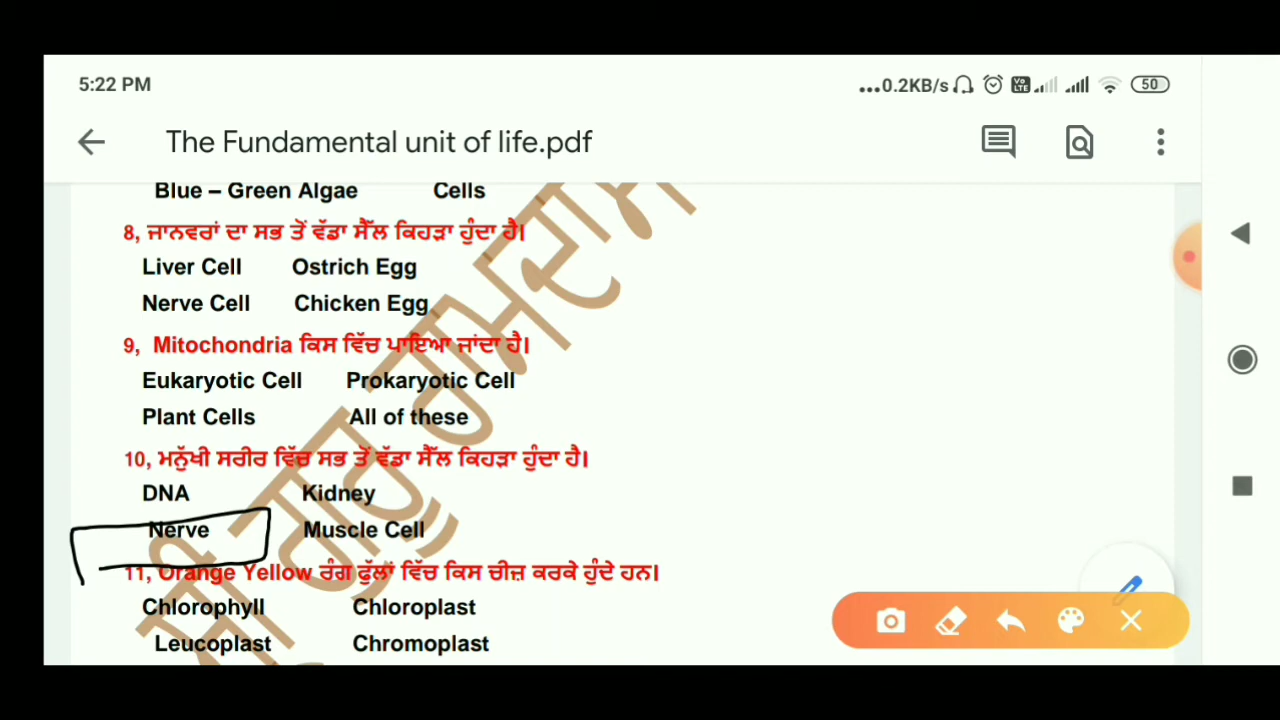 5:22 PM
...0.2KB/s Vo LTE 50
The Fundamental unit of life.pdf
Blue – Green Algae Cells
8, ਜਾਨਵਰਾਂ ਦਾ ਸਭ ਤੋਂ ਵੱਡਾ ਸੈੱਲ ਕਿਹੜਾ ਹੁੰਦਾ ਹੈ।
Liver Cell Ostrich Egg
Nerve Cell Chicken Egg
9, Mitochondria ਕਿਸ ਵਿੱਚ ਪਾਇਆ ਜਾਂਦਾ ਹੈ।
Eukaryotic Cell Prokaryotic Cell
Plant Cells All of these
10, ਮਨੁੱਖੀ ਸਰੀਰ ਵਿੱਚ ਸਭ ਤੋਂ ਵੱਡਾ ਸੈੱਲ ਕਿਹੜਾ ਹੁੰਦਾ ਹੈ।
DNA Kidney
Nerve Muscle Cell
11, Orange Yellow ਰੰਗ ਫੁੱਲਾਂ ਵਿੱਚ ਕਿਸ ਚੀਜ਼ ਕਰਕੇ ਹੁੰਦੇ ਹਨ।
Chlorophyll Chloroplast
Leucoplast Chromoplast